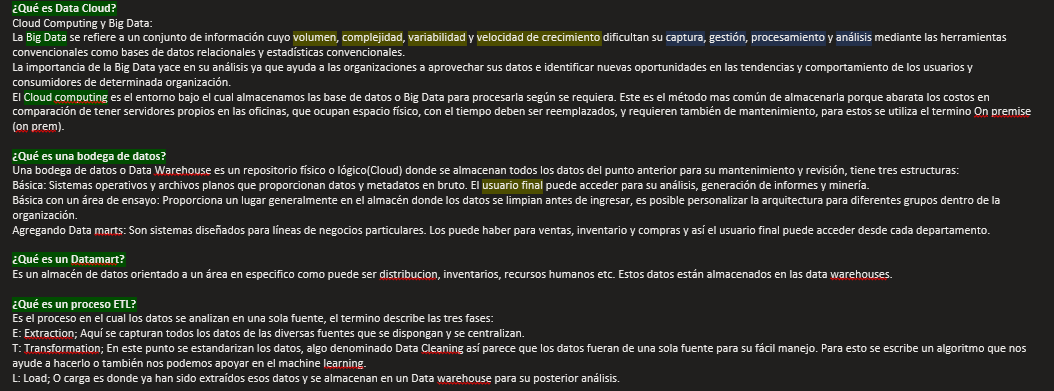 ¿Qué es Data Cloud?
Cloud Computing y Big Data:
La Big Data se refiere a un conjunto de información cuyo volumen, complejidad, variabilidad y velocidad de crecimiento dificultan su captura, gestión, procesamiento y análisis mediante las herramientas
convencionales como bases de datos relacionales y estadísticas convencionales.
La importancia de la Big Data yace en su análisis ya que ayuda a las organizaciones a aprovechar sus datos e identificar nuevas oportunidades en las tendencias y comportamiento de los usuarios y
consumidores de determinada organización.
El Cloud computing es el entorno bajo el cual almacenamos las base de datos o Big Data para procesarla según se requiera. Este es el método mas común de almacenarla porque abarata los costos en
comparación de tener servidores propios en las oficinas, que ocupan espacio físico, con el tiempo deben ser reemplazados, y requieren también de mantenimiento, para estos se utiliza el termino On premise
(on prem).
¿Qué es una bodega de datos?
Una bodega de datos o Data Warehouse es un repositorio físico o lógico(Cloud) donde se almacenan todos los datos del punto anterior para su mantenimiento y revisión, tiene tres estructuras:
Básica: Sistemas operativos y archivos planos que proporcionan datos y metadatos en bruto. El usuario final puede acceder para su análisis, generación de informes y minería.
Básica con un área de ensayo: Proporciona un lugar generalmente en el almacén donde los datos se limpian antes de ingresar, es posible personalizar la arquitectura para diferentes grupos dentro de la
organización.
Agregando Data marts: Son sistemas diseñados para líneas de negocios particulares. Los puede haber para ventas, inventario y compras y así el usuario final puede acceder desde cada departamento.
¿Qué es un Datamart?
Es un almacén de datos orientado a un área en especifico como puede ser distribucion, inventarios, recursos humanos etc. Estos datos están almacenados en las data warehouses.
¿Qué es un proceso ETL?
Es el proceso en el cual los datos se analizan en una sola fuente, el termino describe las tres fases:
E: Extraction; Aquí se capturan todos los datos de las diversas fuentes que se dispongan y se centralizan.
T: Transformation; En este punto se estandarizan los datos, algo denominado Data Cleaning así parece que los datos fueran de una sola fuente para su fácil manejo. Para esto se escribe un algoritmo que nos
ayude a hacerlo o también nos podemos apoyar en el machine learning.
L: Load; O carga es donde ya han sido extraídos esos datos y se almacenan en un Data warehouse para su posterior análisis.